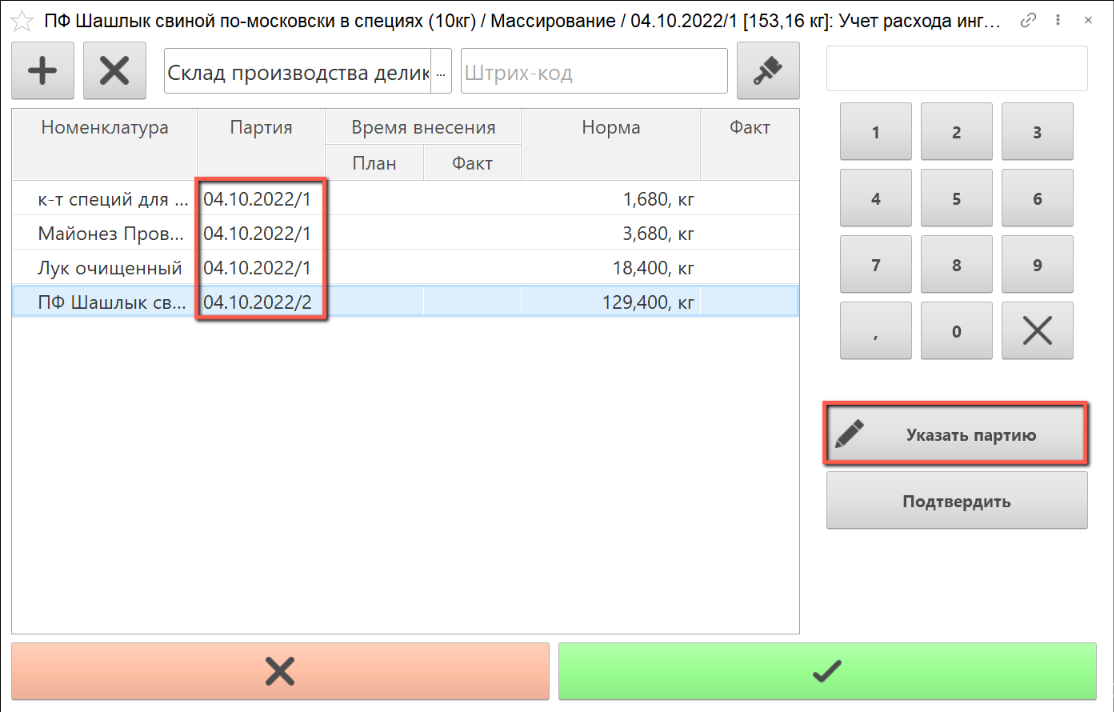 ПФ Шашлык свиной по-московски в специях (10кг) / Массирование / 04.10.2022/1 [153,16 кг]: Учет расхода инг...
Склад производства делик ...
Штрих-код
Номенклатура Партия Время внесения Норма Факт
План Факт
к-т специй для ... 04.10.2022/1 1,680, кг
Майонез Пров... 04.10.2022/1 3,680, кг
Лук очищенный 04.10.2022/1 18,400, кг
ПФ Шашлык св... 04.10.2022/2 129,400, кг
1 2 3
4 5 6
7 8 9
, 0
Указать партию
Подтвердить